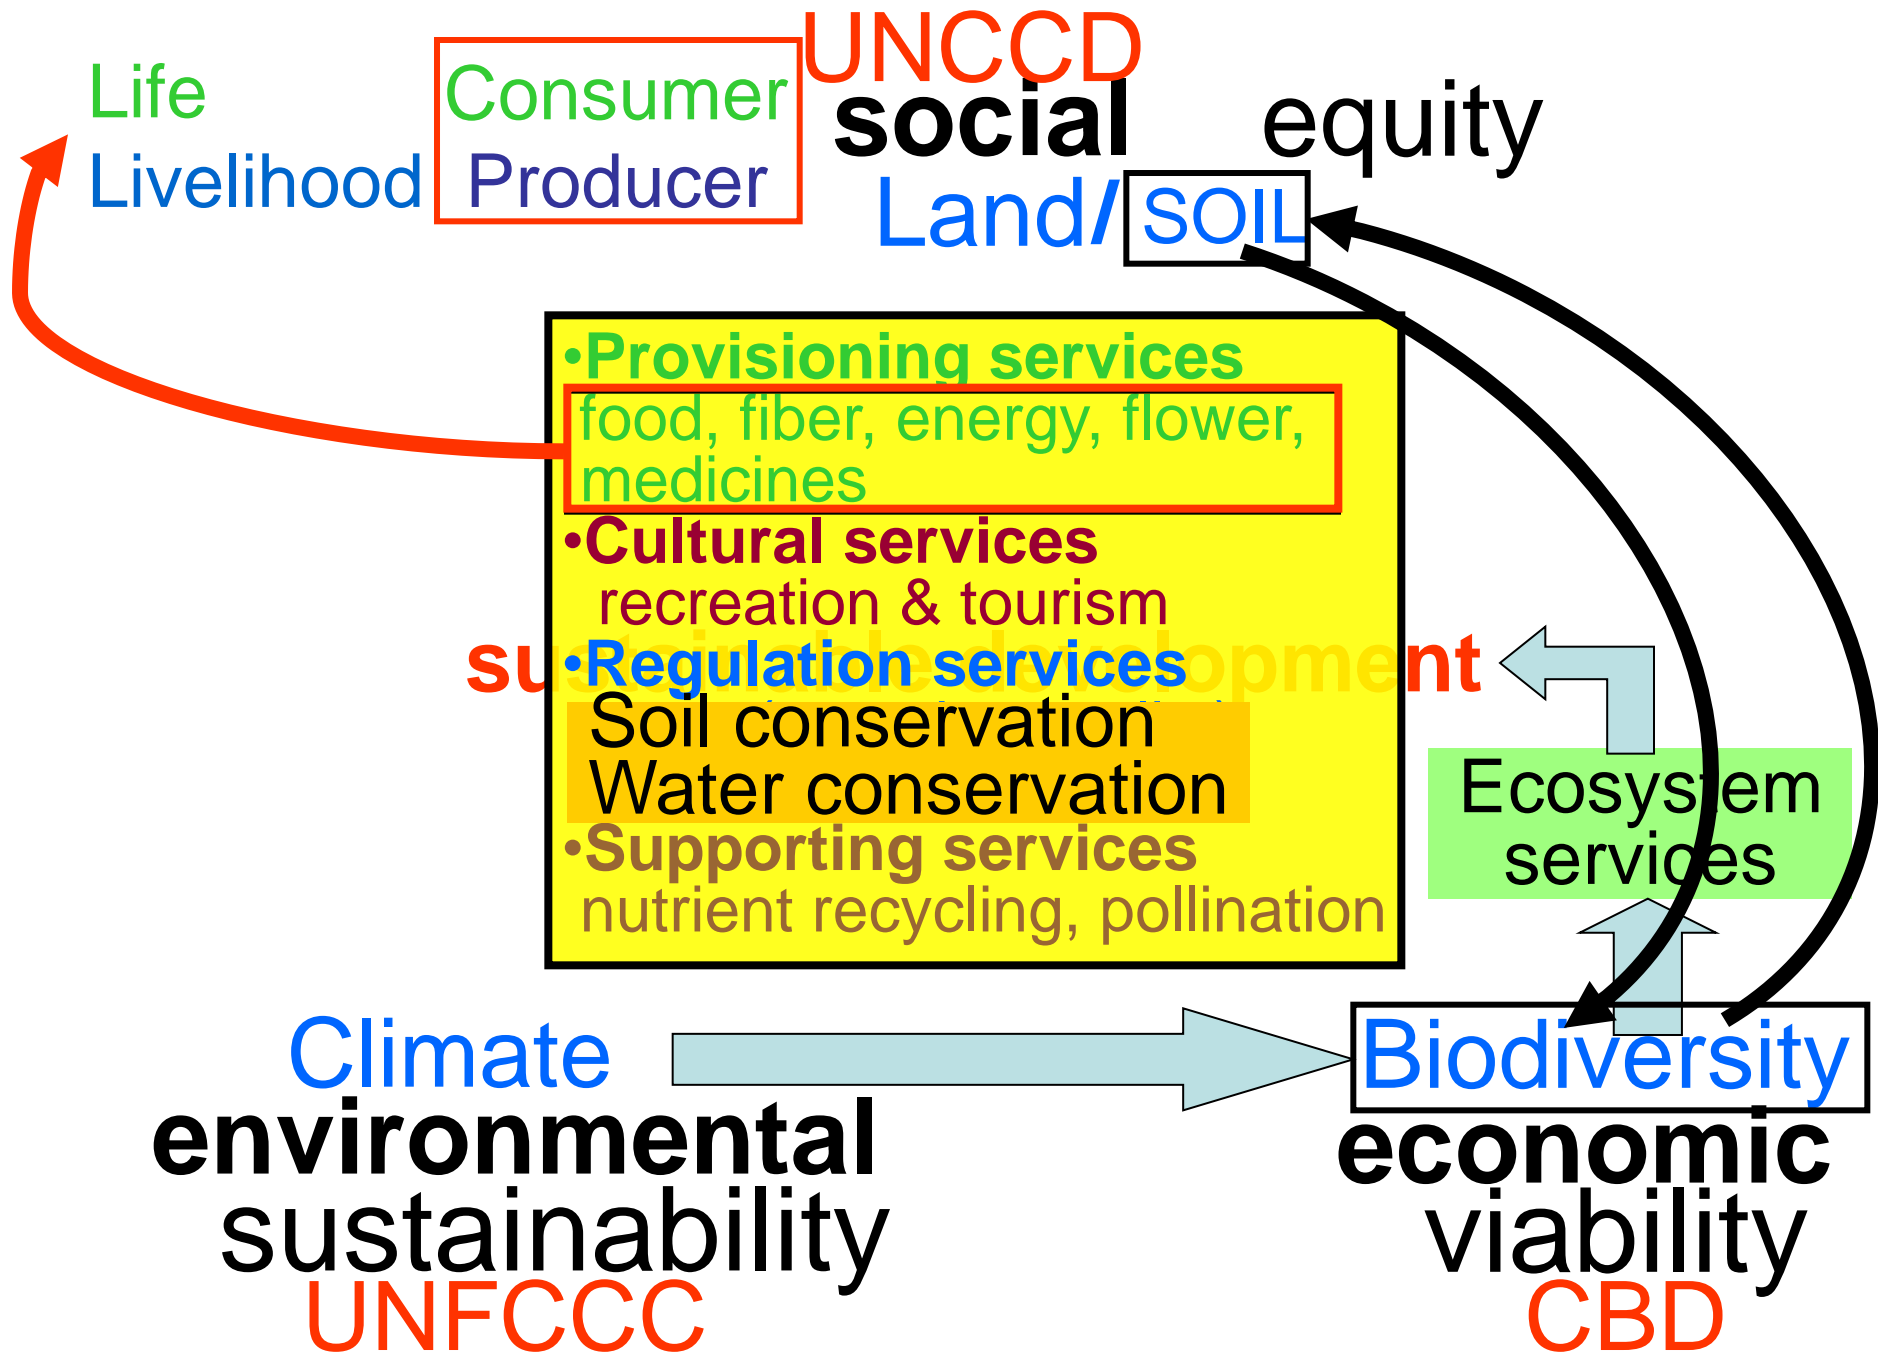 UNCCD
Life
Consumer
social equity
Livelihood
Producer
Land/ SOIL
•Provisioning services
food, fiber, energy, flower,
medicines
•Cultural services
recreation & tourism
sustainable development
•Regulation services
Soil conservation
Water conservation
•Supporting services
nutrient recycling, pollination
Ecosystem
services
Climate
Biodiversity
environmental
sustainability
UNFCCC
economic
viability
CBD